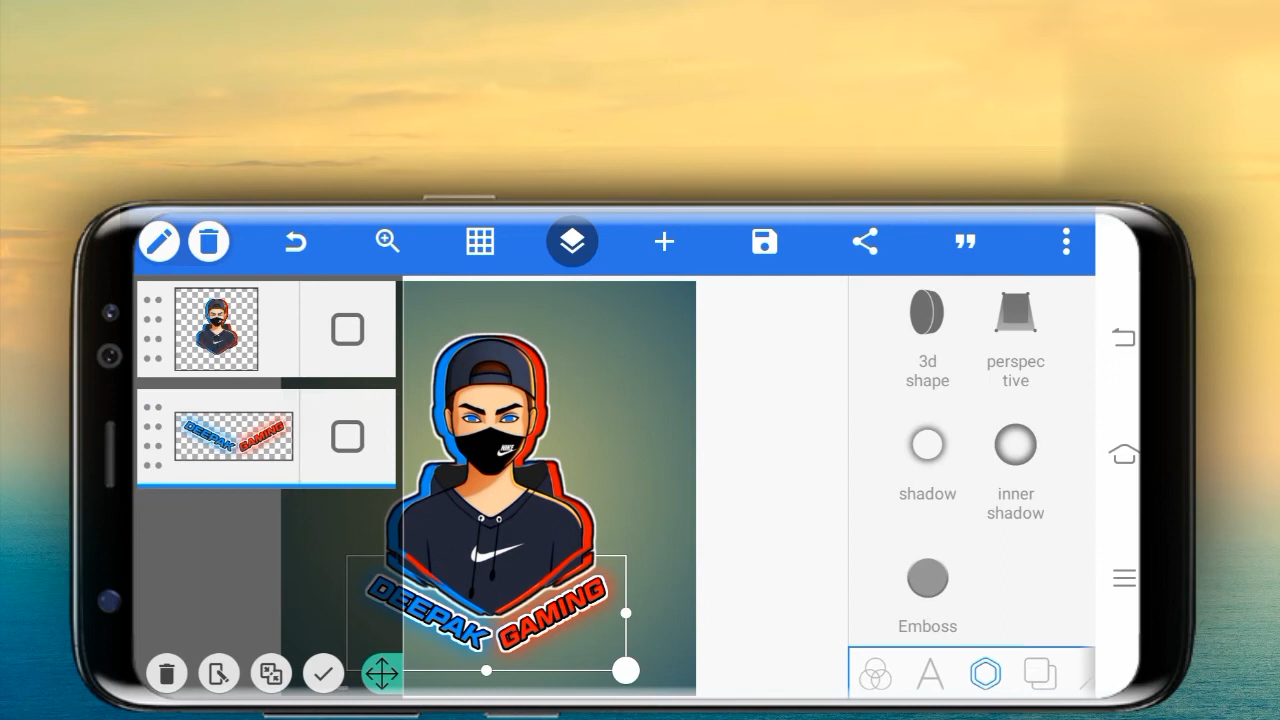 3d
shape
perspec
tive
shadow
inner
shadow
Emboss
NIKE
DEEPAK GAMING
DEEPAK GAMING